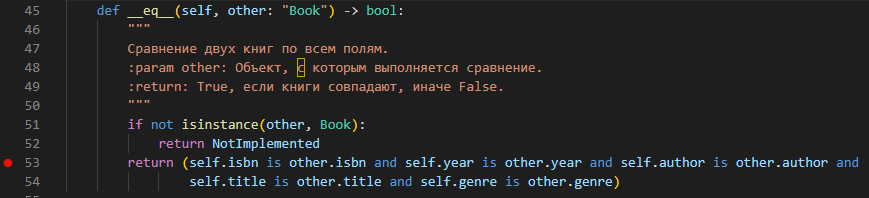 45 def __eq__(self, other: "Book") -> bool:
46 """
47 Сравнение двух книг по всем полям.
48 :param other: Объект, с которым выполняется сравнение.
49 :return: True, если книги совпадают, иначе False.
50 """
51 if not isinstance(other, Book):
52 return NotImplemented
53 return (self.isbn is other.isbn and self.year is other.year and self.author is other.author and
54 self.title is other.title and self.genre is other.genre)